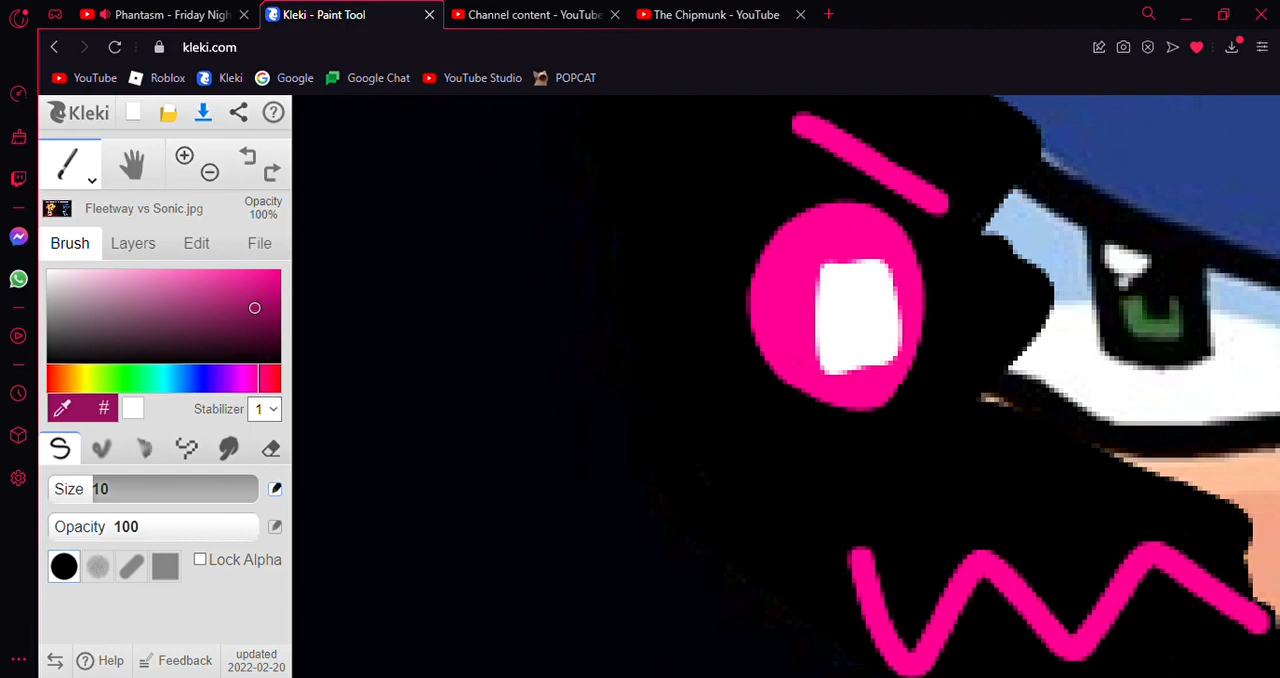 Phantasm - Friday Nigh
Kleki - Paint Tool
Channel content - YouTube
The Chipmunk - YouTube
kleki.com
YouTube
Roblox
Kleki
Google
Google Chat
YouTube Studio
POPCAT
Kleki
Fleetway vs Sonic.jpg
Opacity
100%
Brush
Layers
Edit
File
#
Stabilizer 1
Size 10
Opacity 100
Lock Alpha
Help
Feedback
updated
2022-02-20